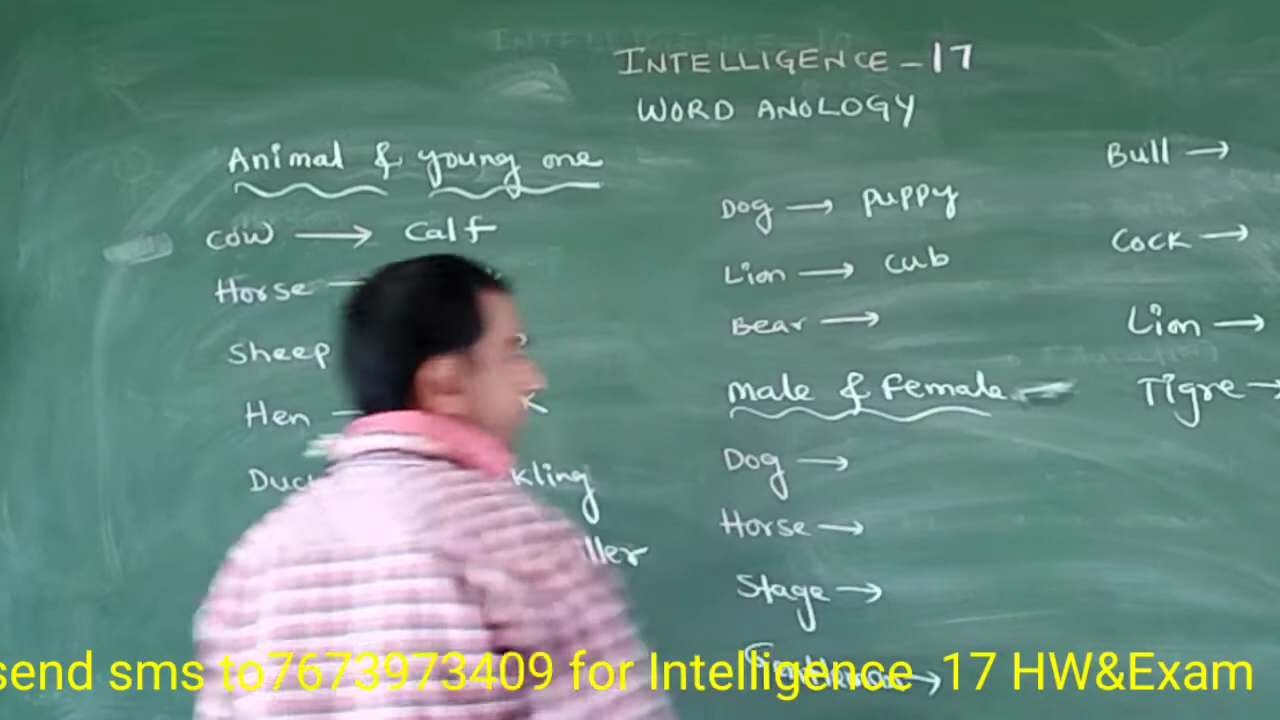 INTELLIGENCE - 17
WORD ANOLOGY
Animal & young one
Cow → Calf
Horse →
Sheep
Hen
kling
ller
Dog → Puppy
Lion → Cub
Bear →
Male & Female
Dog →
Horse →
Stage →
Bull →
Cock →
Lion →
Tigre →
send sms to7673973409 for Intelligence 17 HW&Exam